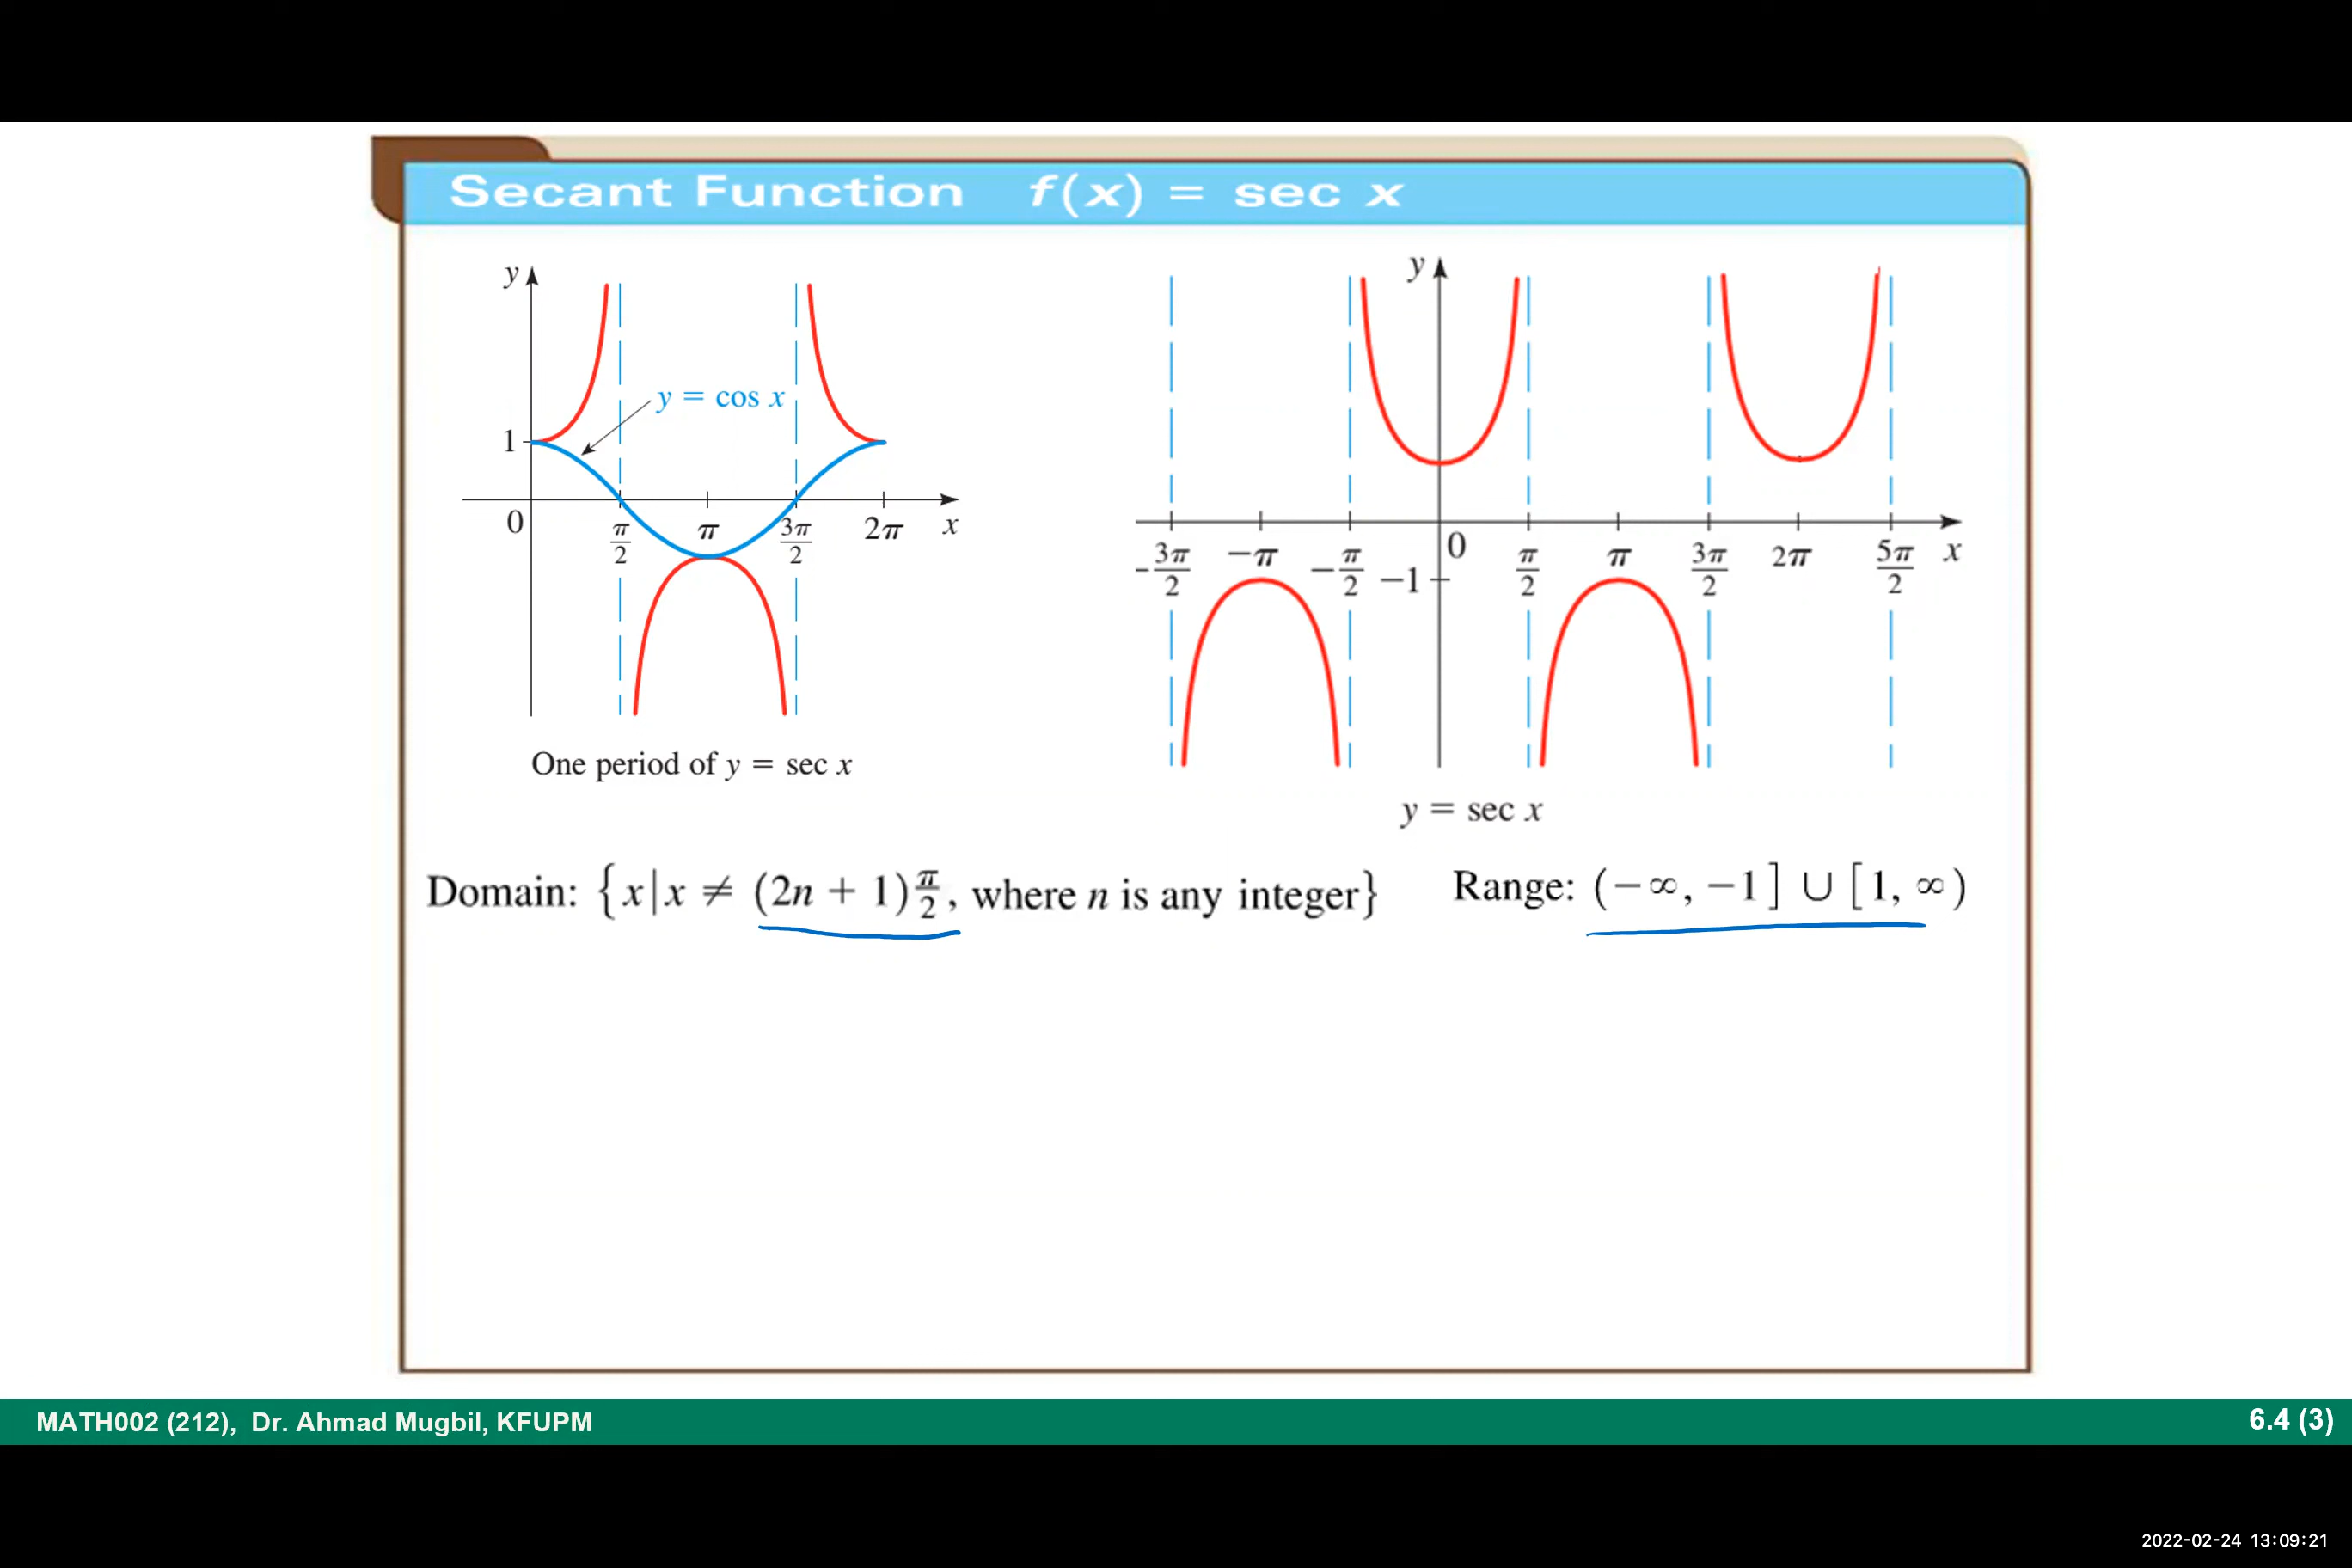 Secant Function f(x) = sec x
y
y = cos x
1
0
π/2
π
3π/2
2π
x
One period of y = sec x
y
-3π/2
−π
−π/2
−1
0
π/2
π
3π/2
2π
5π/2
x
y = sec x
Domain: {x|x ≠ (2n + 1)π/2, where n is any integer}
Range: (−∞, −1] ∪ [1, ∞)
MATH002 (212), Dr. Ahmad Mugbil, KFUPM
6.4 (3)
2022-02-24 13:09:21